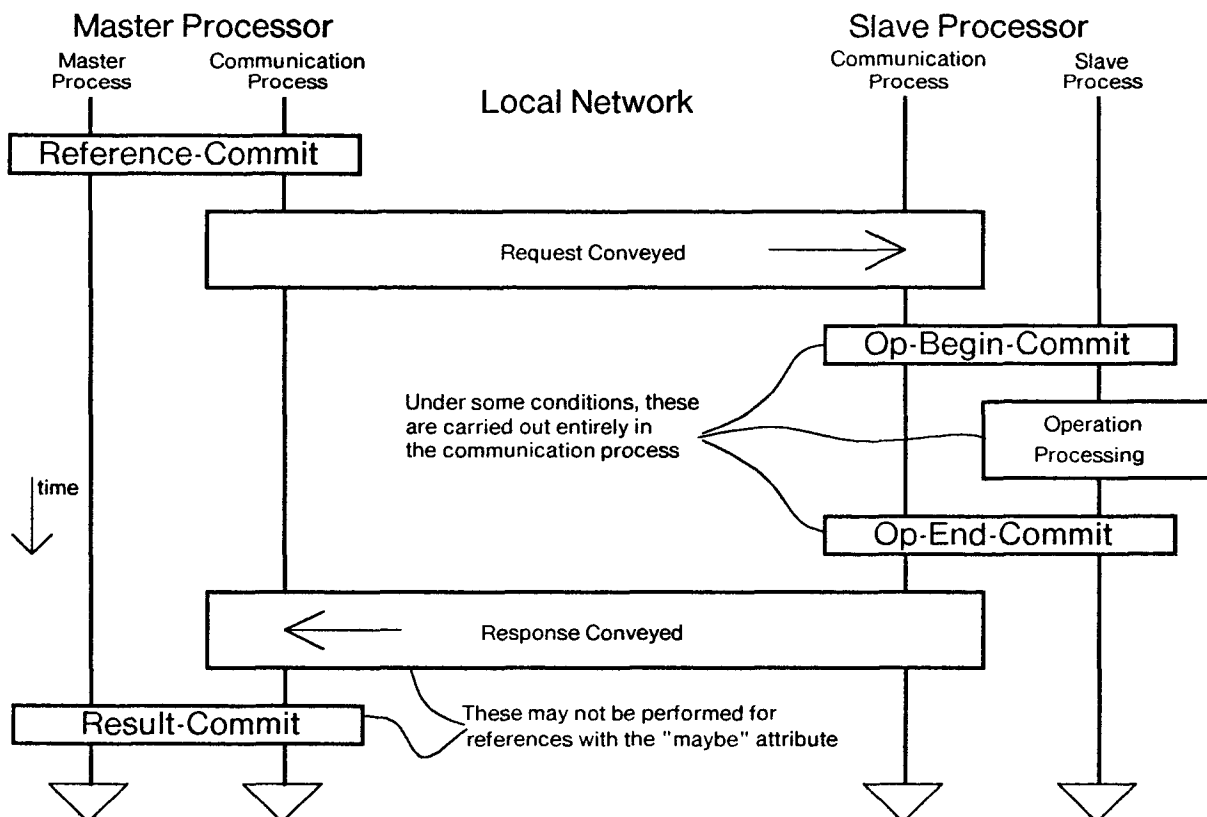 Master Processor
Slave Processor
Master
Process
Communication
Process
Communication
Process
Slave
Process
Local Network
Reference-Commit
Request Conveyed
Op-Begin-Commit
Under some conditions, these
are carried out entirely in
the communication process
Operation
Processing
time
Op-End-Commit
Response Conveyed
Result-Commit
These may not be performed for
references with the "maybe" attribute